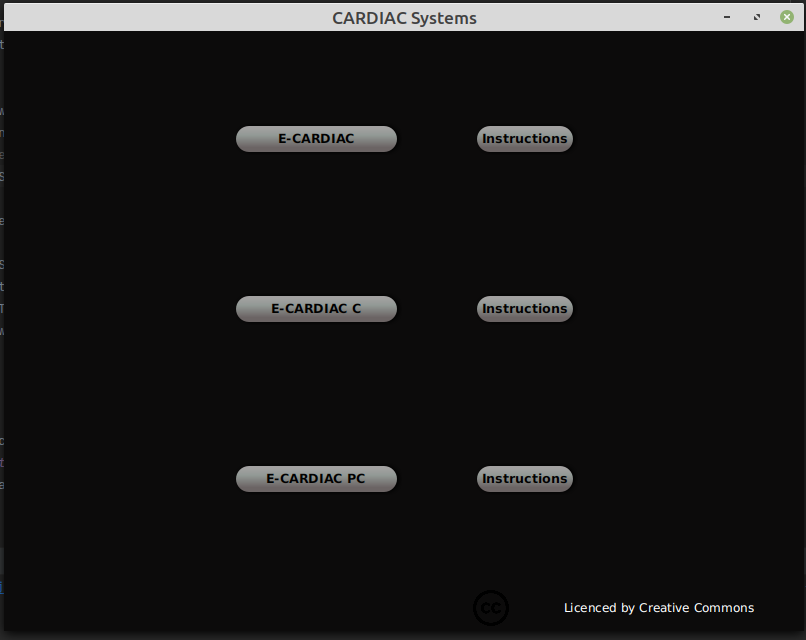 CARDIAC Systems
E-CARDIAC Instructions
E-CARDIAC C Instructions
E-CARDIAC PC Instructions
CC Licenced by Creative Commons